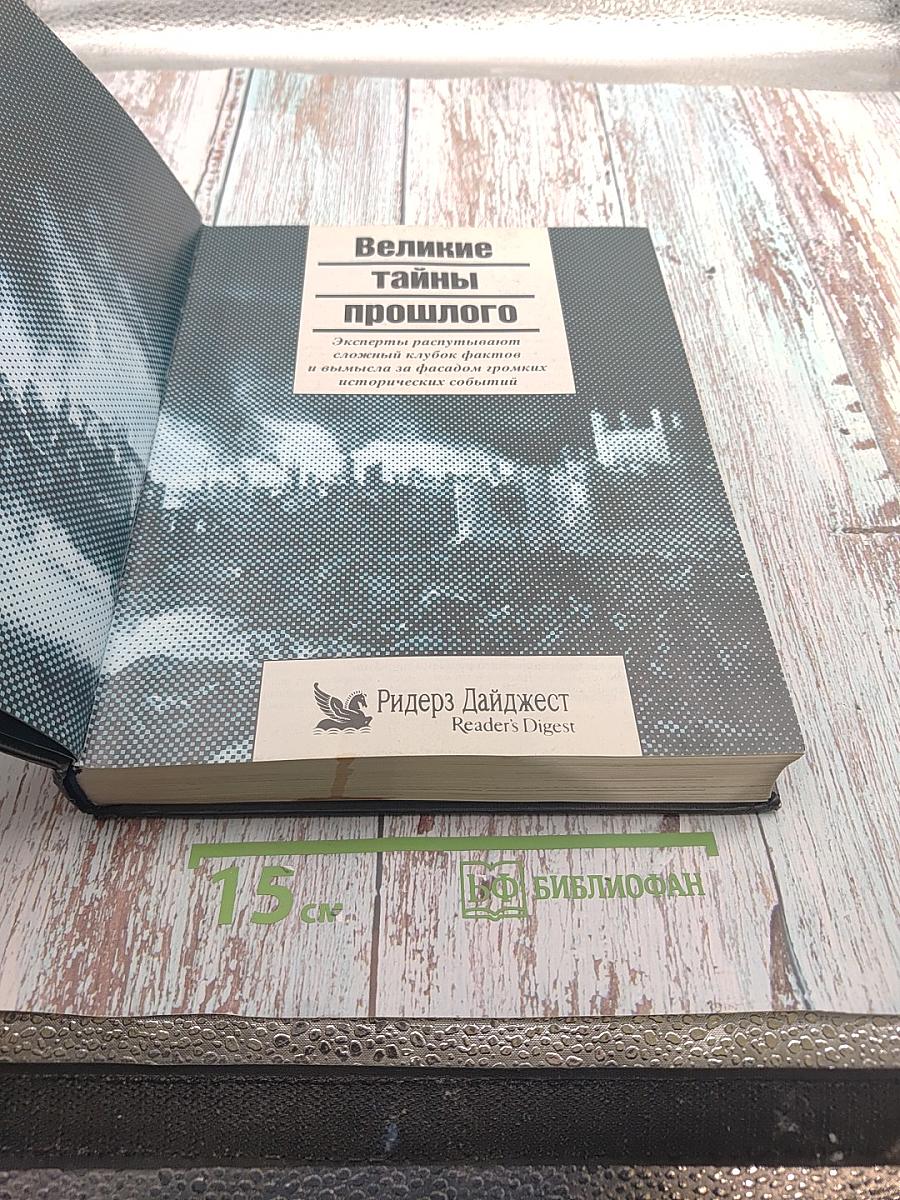 Великие
тайны
прошлого
Эксперты распутывают
сложный клубок фактов
и вымысла за фасадом громких
исторических событий
Ридерз Дайджест
Reader's Digest
15 см
БФ БИБЛИОФАН